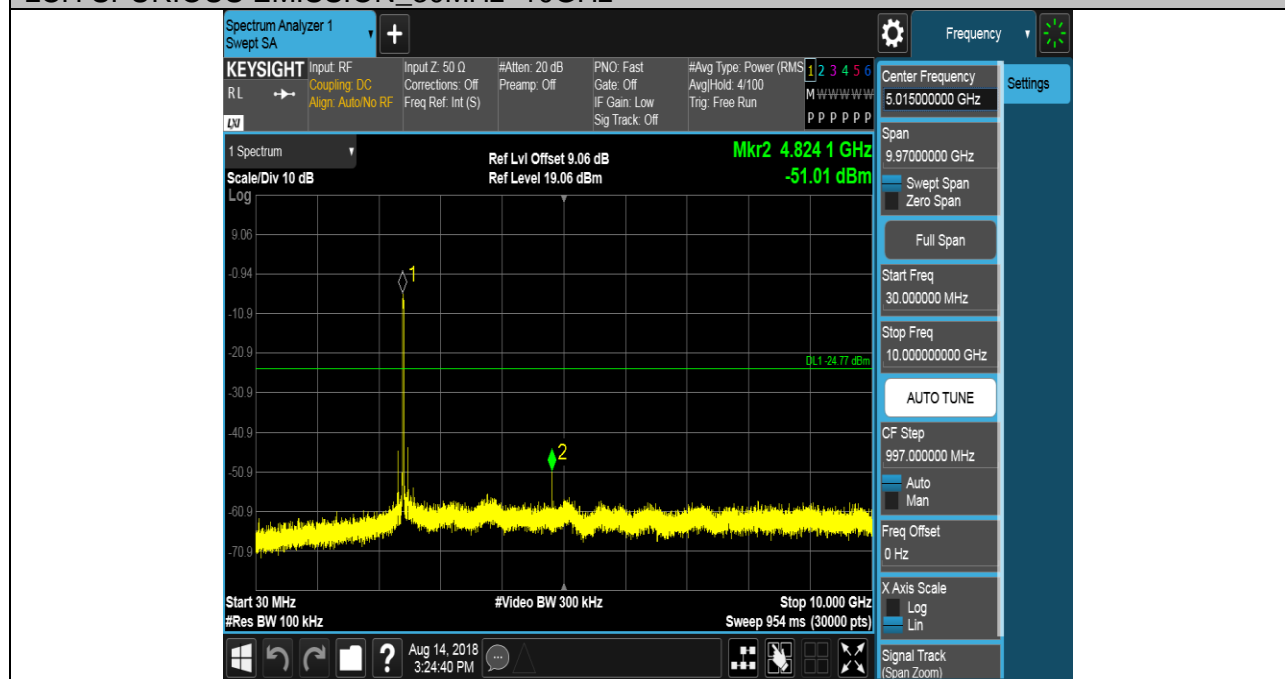 Spectrum Analyzer 1
Swept SA
+
Frequency
KEYSIGHT
RL
LXI
Input: RF
Coupling: DC
Align: Auto/No RF
Input Z: 50 Ω
Corrections: Off
Freq Ref: Int (S)
#Atten: 20 dB
Preamp: Off
PNO: Fast
Gate: Off
IF Gain: Low
Sig Track: Off
#Avg Type: Power (RMS
Avg|Hold: 4/100
Trig: Free Run
1 2 3 4 5 6
M W W W W W
P P P P P P
1 Spectrum
Scale/Div 10 dB
Log
Ref Lvl Offset 9.06 dB
Ref Level 19.06 dBm
Mkr2 4.824 1 GHz
-51.01 dBm
9.06
-0.94
-10.9
-20.9
-30.9
-40.9
-50.9
-60.9
-70.9
1
DL1 -24.77 dBm
2
Start 30 MHz
#Res BW 100 kHz
#Video BW 300 kHz
Stop 10.000 GHz
Sweep 954 ms (30000 pts)
?
Aug 14, 2018
3:24:40 PM
Center Frequency
5.015000000 GHz
Settings
Span
9.97000000 GHz
Swept Span
Zero Span
Full Span
Start Freq
30.000000 MHz
Stop Freq
10.000000000 GHz
AUTO TUNE
CF Step
997.000000 MHz
Auto
Man
Freq Offset
0 Hz
X Axis Scale
Log
Lin
Signal Track
(Span Zoom)